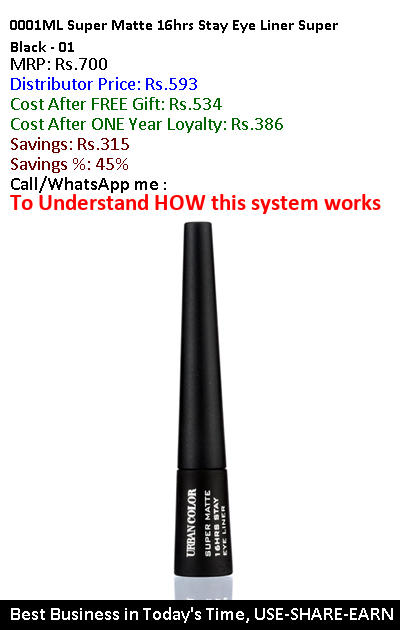 0001ML Super Matte 16hrs Stay Eye Liner Super
Black - 01
MRP: Rs.700
Distributor Price: Rs.593
Cost After FREE Gift: Rs.534
Cost After ONE Year Loyalty: Rs.386
Savings: Rs.315
Savings %: 45%
Call/WhatsApp me :
To Understand HOW this system works
URBAN COLOR
SUPER MATTE
16HRS STAY
EYE LINER
Best Business in Today's Time, USE-SHARE-EARN